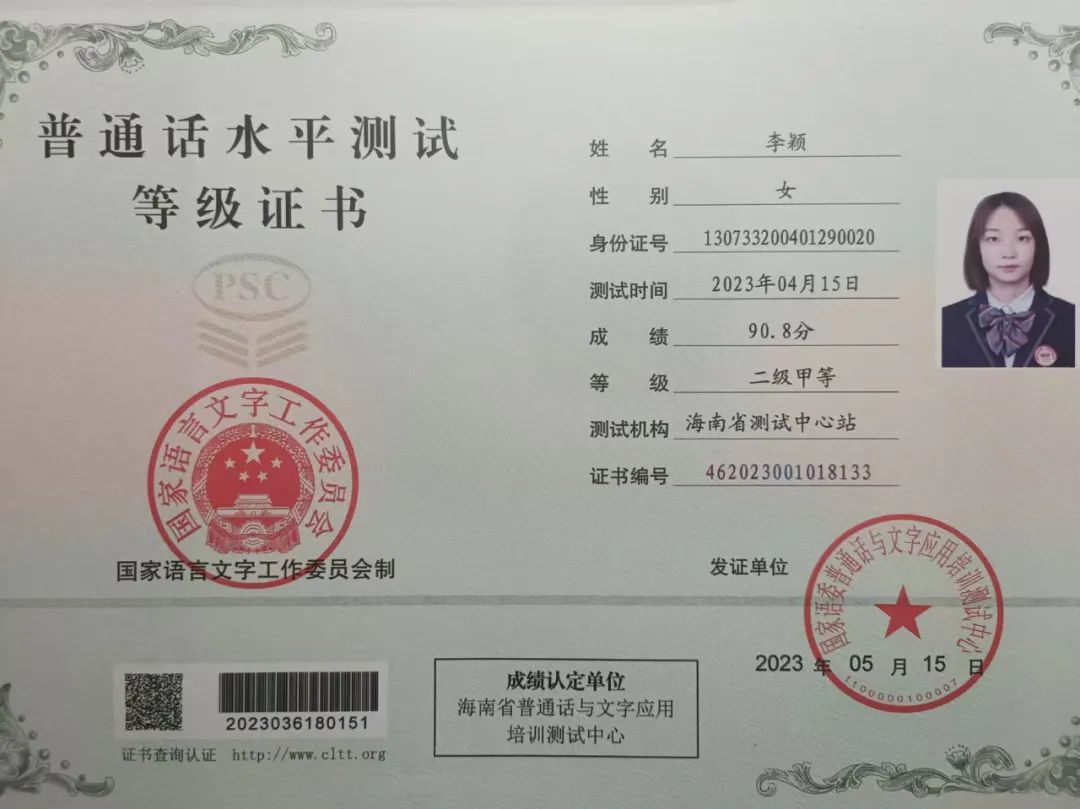 普通话水平测试
等级证书
PSC
国家语言文字工作委员会
国家语言文字工作委员会制
姓 名 李颖
性 别 女
身份证号 130733200401290020
测试时间 2023年04月15日
成 绩 90.8分
等 级 二级甲等
测试机构 海南省测试中心站
证书编号 462023001018133
发证单位
国家语委普通话与文字应用培训测试中心
1100000100007
2023 年 05 月 15 日
2023036180151
证书查询认证 http://www.cltt.org
成绩认定单位
海南省普通话与文字应用
培训测试中心